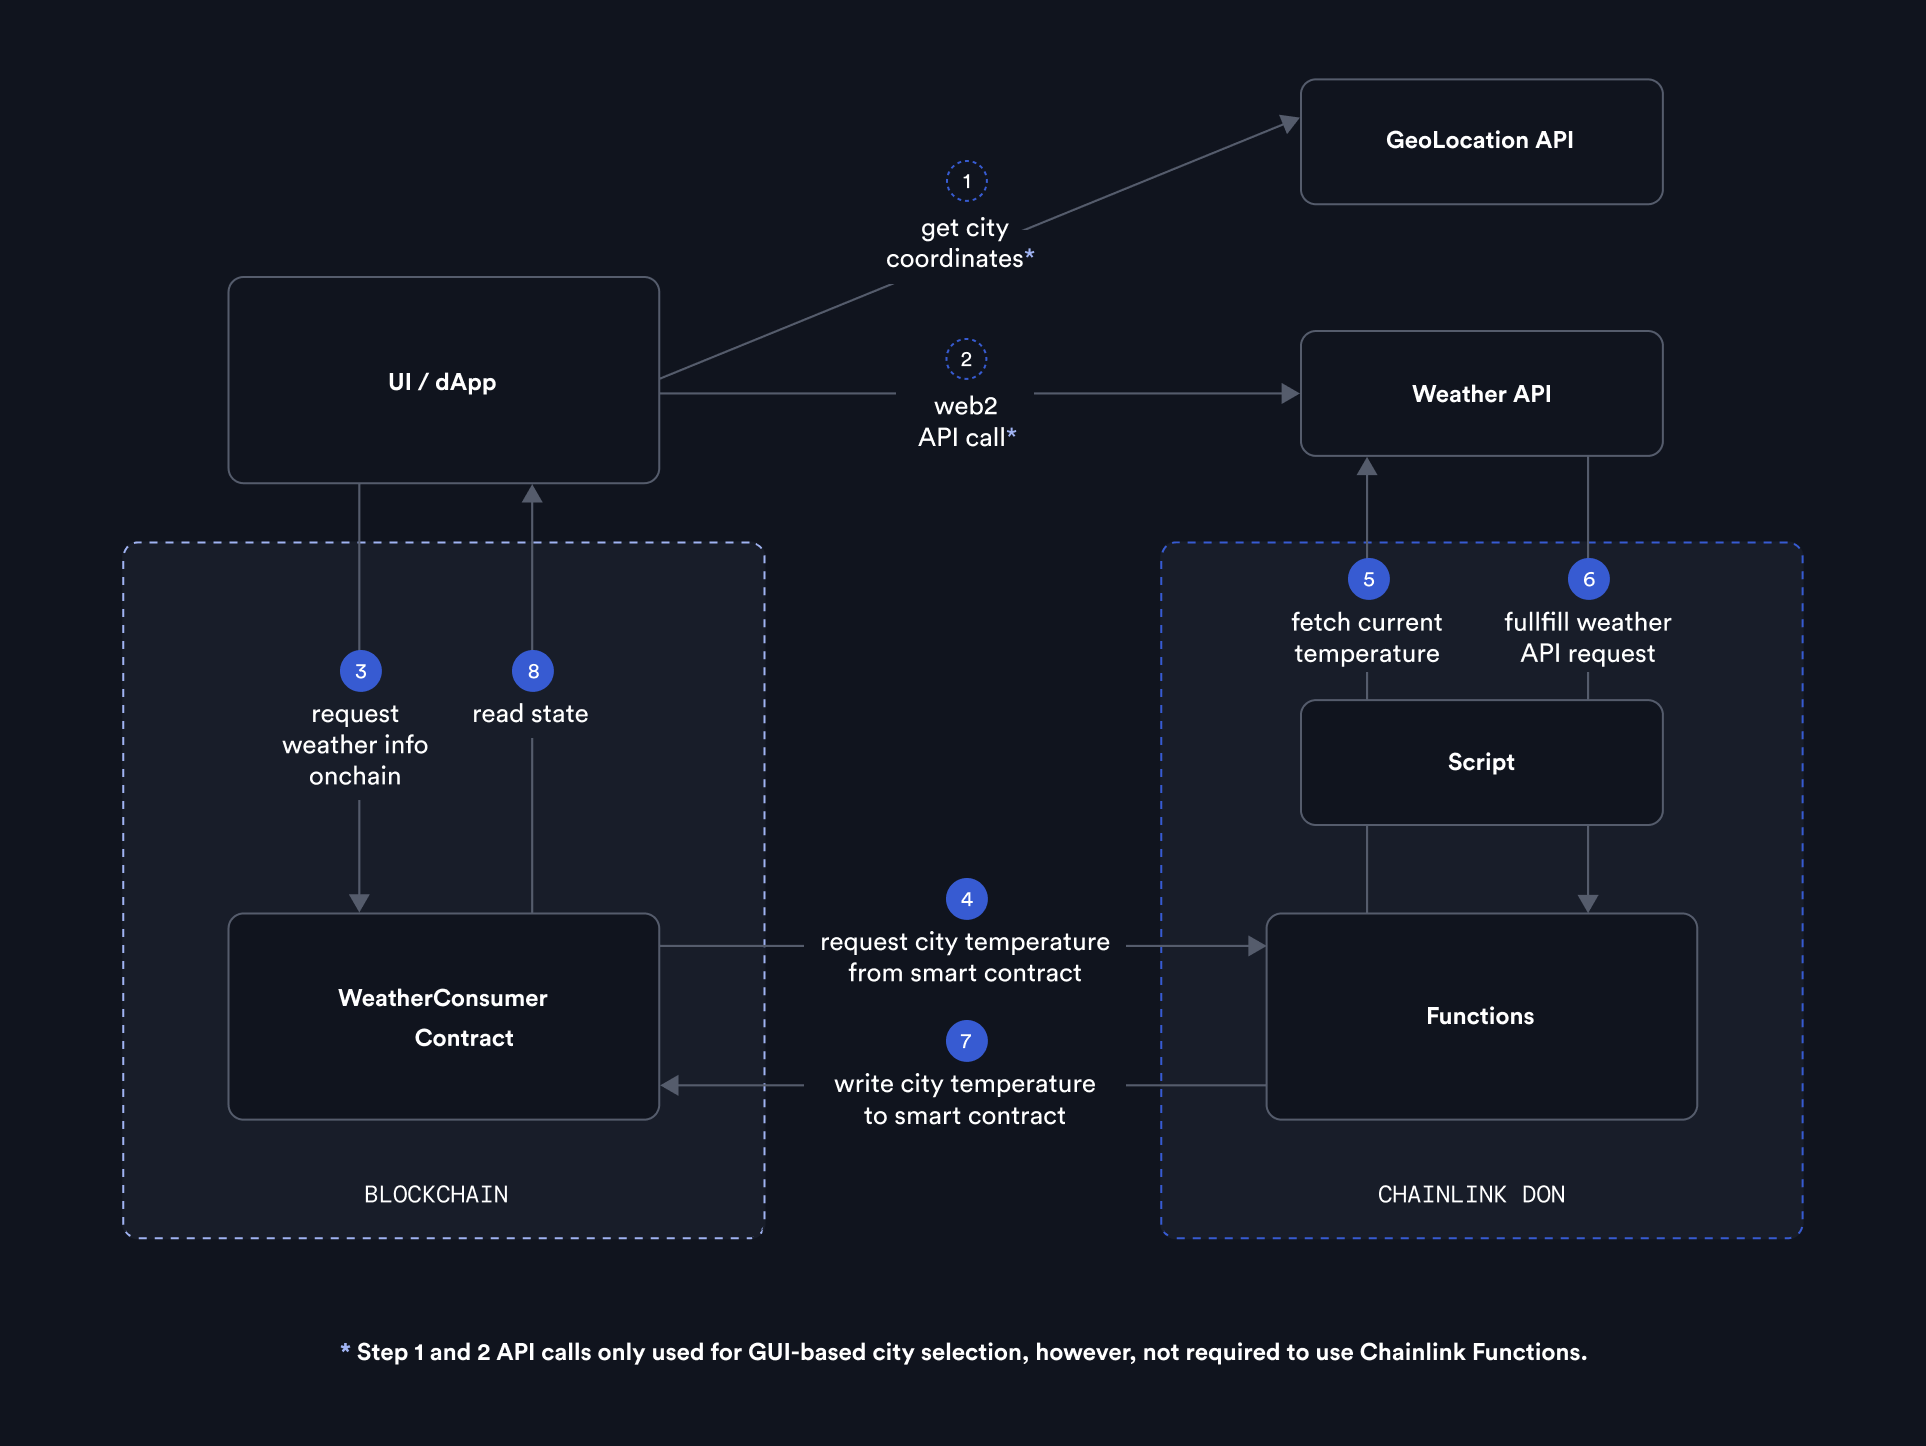 GeoLocation API
1
get city
coordinates*
UI / dApp
2
web2
API call*
Weather API
3
request
weather info
onchain
8
read state
5
fetch current
temperature
6
fullfill weather
API request
Script
WeatherConsumer
Contract
4
request city temperature
from smart contract
7
write city temperature
to smart contract
Functions
BLOCKCHAIN
CHAINLINK DON
* Step 1 and 2 API calls only used for GUI-based city selection, however, not required to use Chainlink Functions.